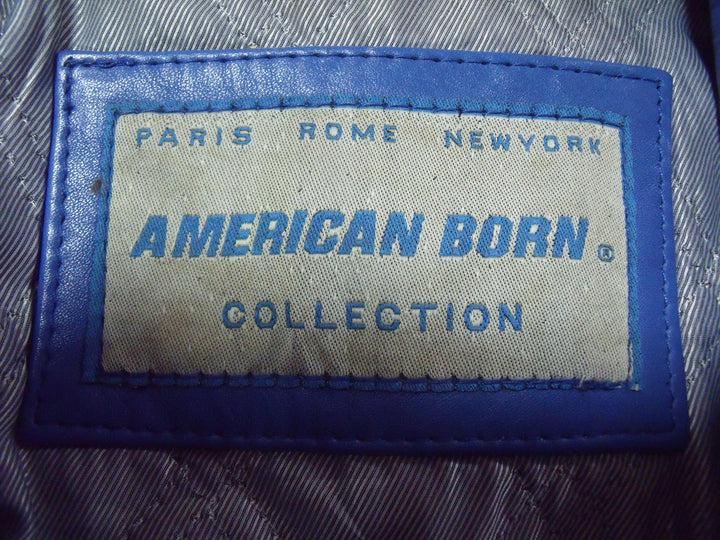 PARIS ROME NEWYORK
AMERICAN BORN ®
COLLECTION